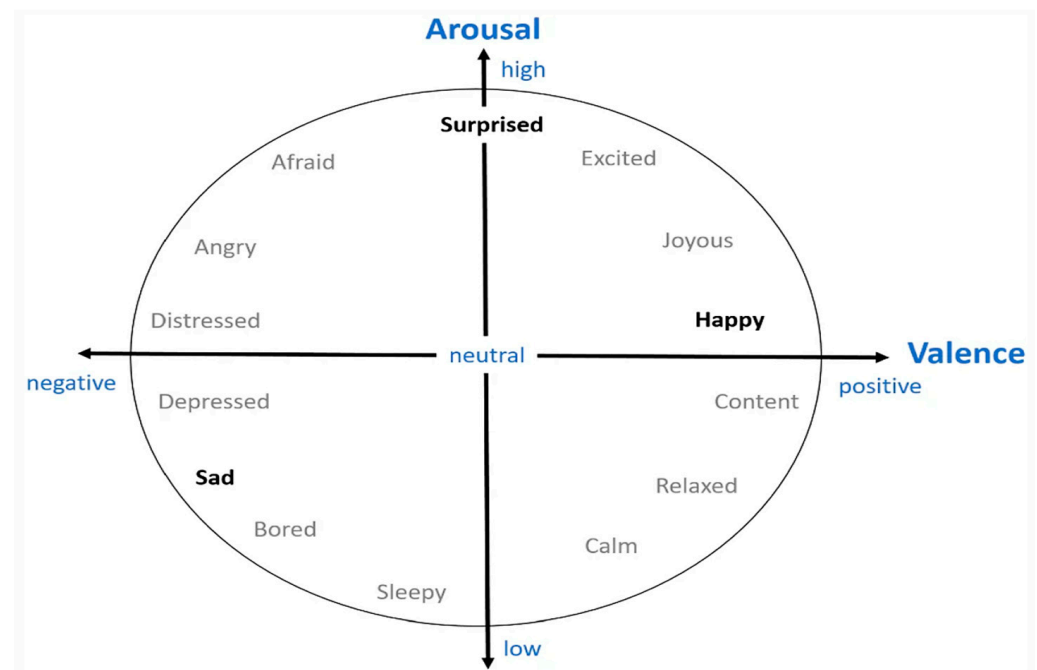 Arousal
high
Surprised
Afraid
Excited
Angry
Joyous
Distressed
Happy
neutral
Valence
negative
positive
Depressed
Content
Sad
Relaxed
Bored
Calm
Sleepy
low